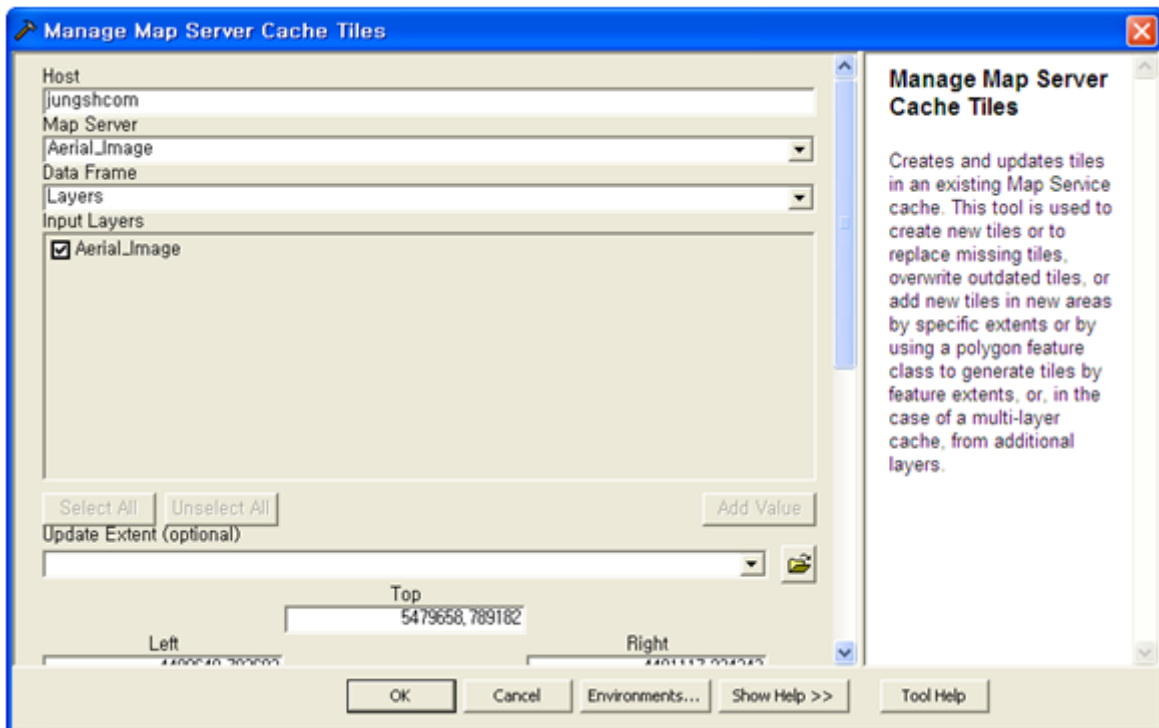 Manage Map Server Cache Tiles
Host
jungshcom
Map Server
Aerial_Image
Data Frame
Layers
Input Layers
Aerial_Image
Select All
Unselect All
Add Value
Update Extent (optional)
Top
5479658,789182
Left
Right
OK
Cancel
Environments...
Show Help >>
Tool Help
Manage Map Server
Cache Tiles
Creates and updates tiles
in an existing Map Service
cache. This tool is used to
create new tiles or to
replace missing tiles,
overwrite outdated tiles, or
add new tiles in new areas
by specific extents or by
using a polygon feature
class to generate tiles by
feature extents, or, in the
case of a multi-layer
cache, from additional
layers.